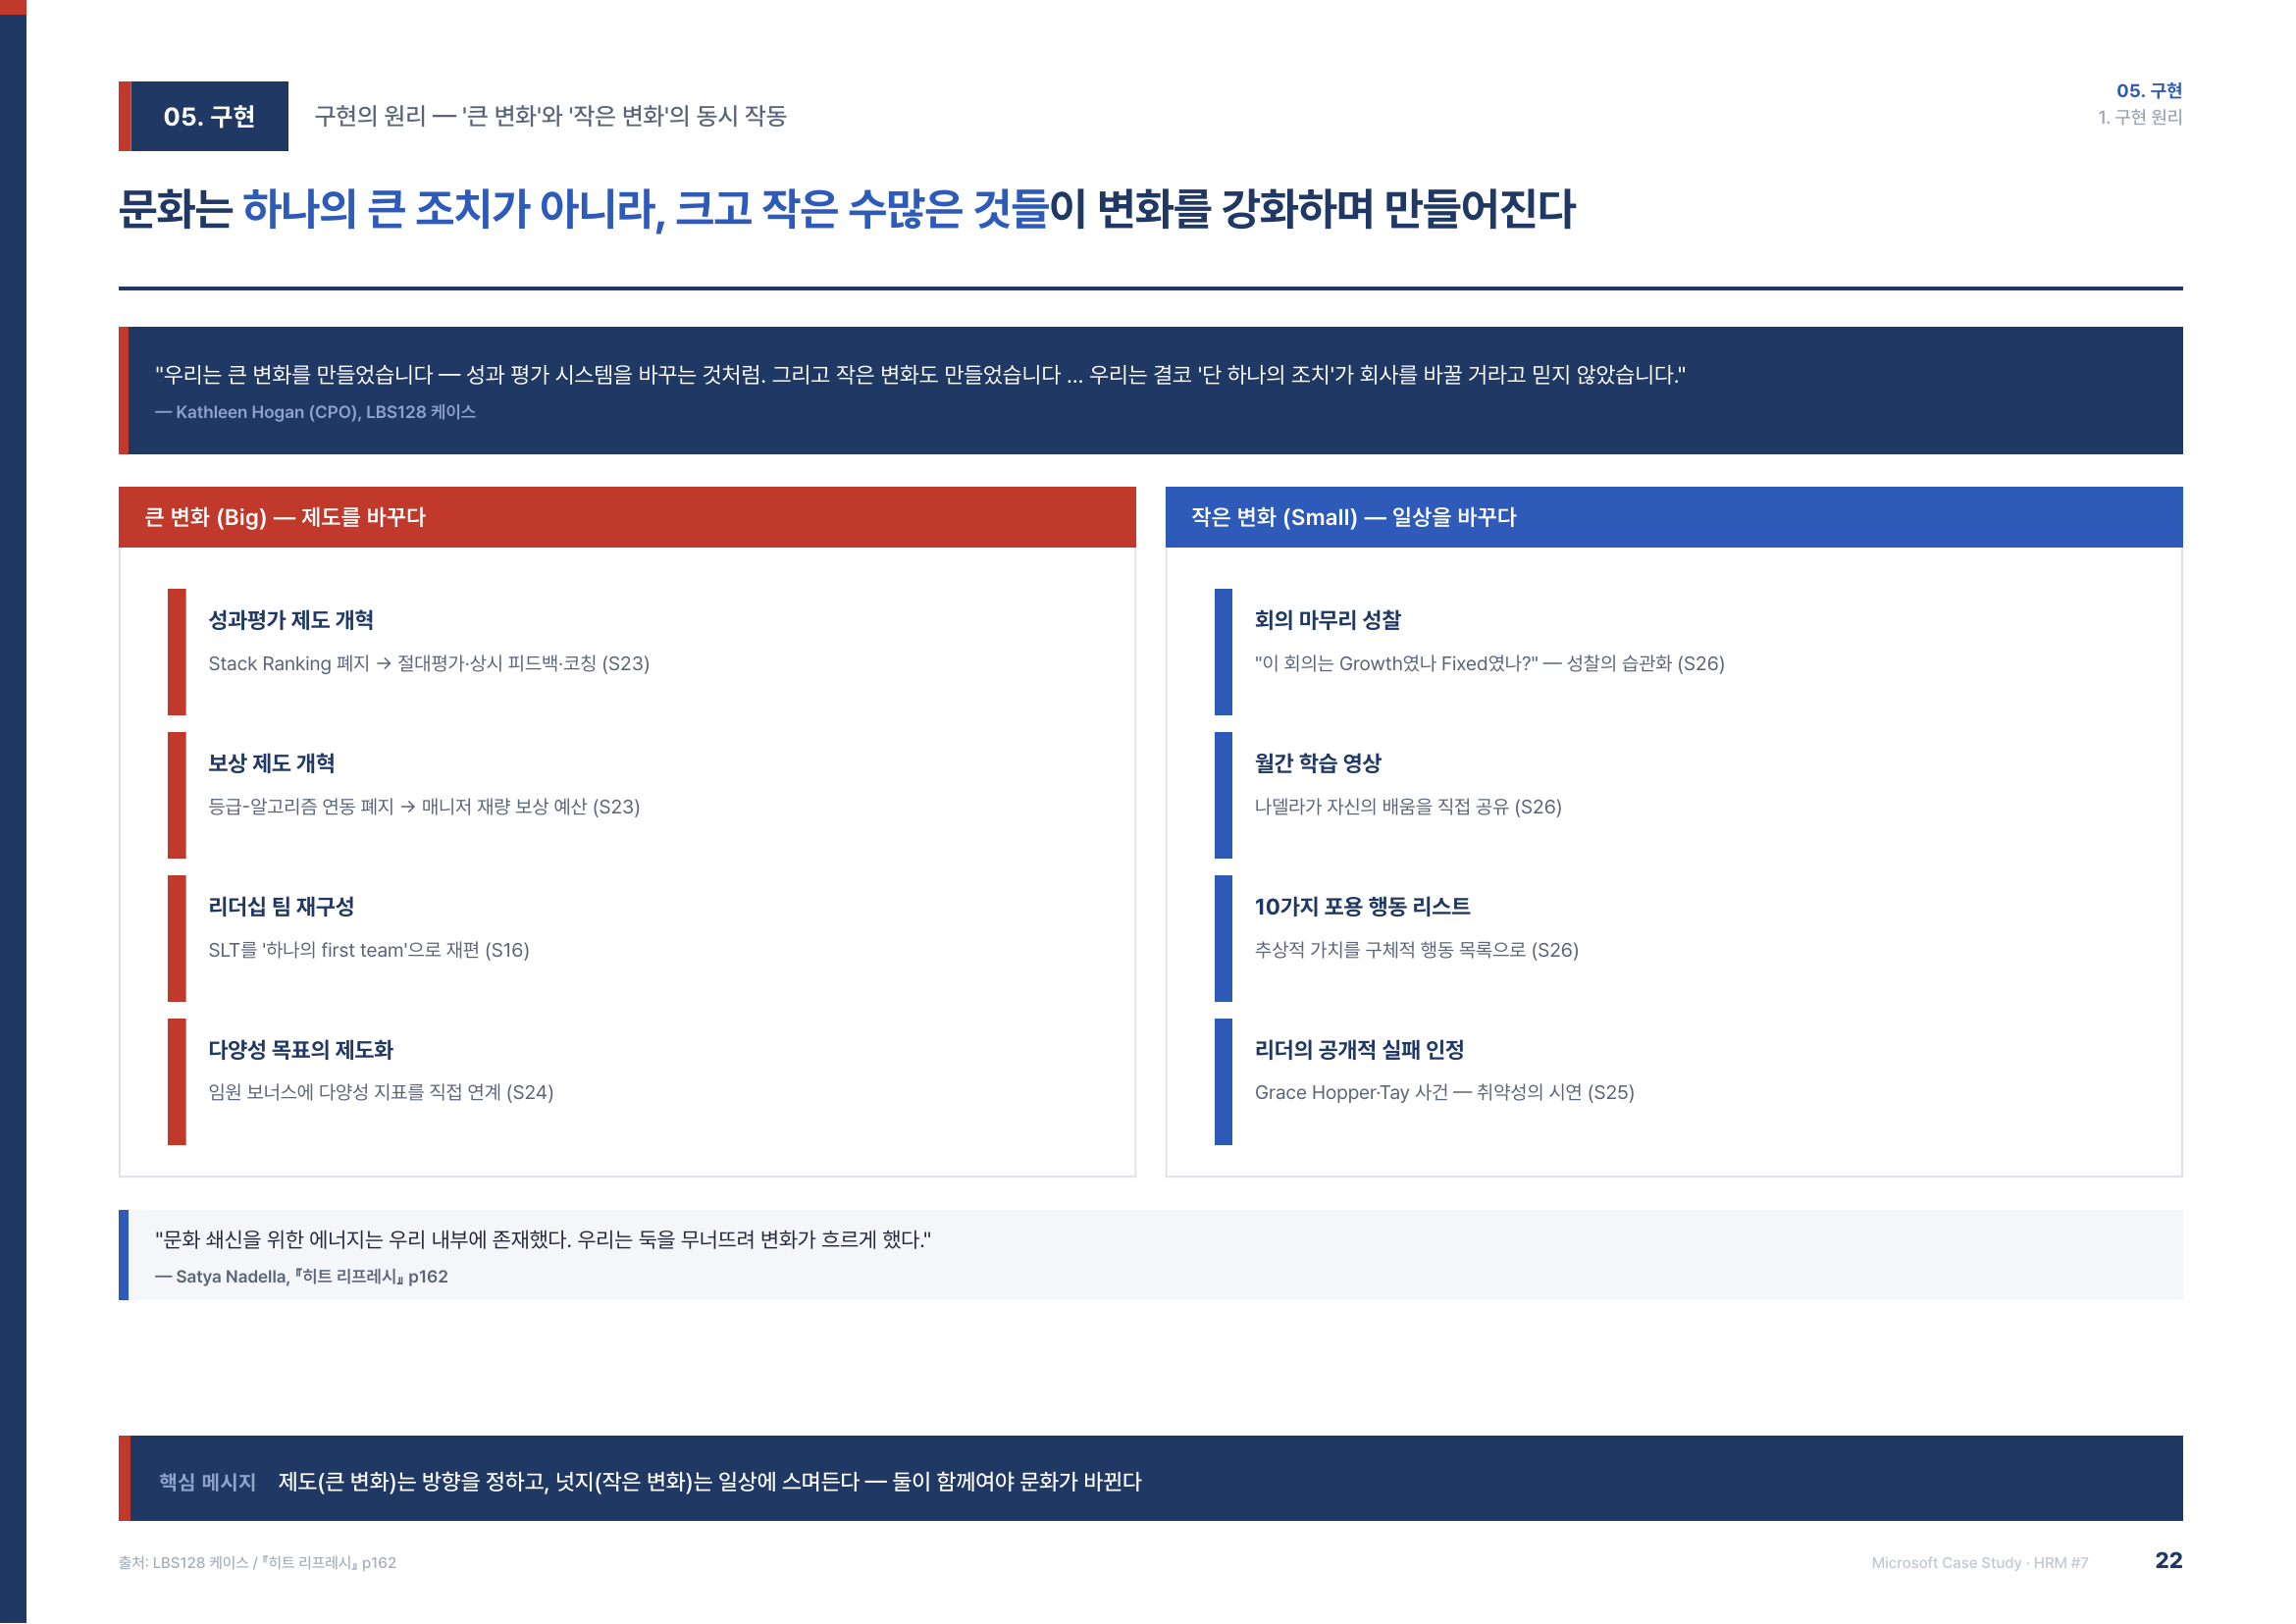 05. 구현
구현의 원리 — '큰 변화'와 '작은 변화'의 동시 작동
05. 구현
1. 구현 원리
문화는 하나의 큰 조치가 아니라, 크고 작은 수많은 것들이 변화를 강화하며 만들어진다
"우리는 큰 변화를 만들었습니다 — 성과 평가 시스템을 바꾸는 것처럼. 그리고 작은 변화도 만들었습니다 ... 우리는 결코 '단 하나의 조치'가 회사를 바꿀 거라고 믿지 않았습니다."
— Kathleen Hogan (CPO), LBS128 케이스
큰 변화 (Big) — 제도를 바꾸다
성과평가 제도 개혁
Stack Ranking 폐지 → 절대평가·상시 피드백·코칭 (S23)
보상 제도 개혁
등급-알고리즘 연동 폐지 → 매니저 재량 보상 예산 (S23)
리더십 팀 재구성
SLT를 '하나의 first team'으로 재편 (S16)
다양성 목표의 제도화
임원 보너스에 다양성 지표를 직접 연계 (S24)
작은 변화 (Small) — 일상을 바꾸다
회의 마무리 성찰
"이 회의는 Growth였나 Fixed였나?" — 성찰의 습관화 (S26)
월간 학습 영상
나델라가 자신의 배움을 직접 공유 (S26)
10가지 포용 행동 리스트
추상적 가치를 구체적 행동 목록으로 (S26)
리더의 공개적 실패 인정
Grace Hopper·Tay 사건 — 취약성의 시연 (S25)
"문화 쇄신을 위한 에너지는 우리 내부에 존재했다. 우리는 둑을 무너뜨려 변화가 흐르게 했다."
— Satya Nadella, 『히트 리프레시』 p162
핵심 메시지 제도(큰 변화)는 방향을 정하고, 넛지(작은 변화)는 일상에 스며든다 — 둘이 함께여야 문화가 바뀐다
출처: LBS128 케이스 / 『히트 리프레시』 p162
Microsoft Case Study · HRM #7
22